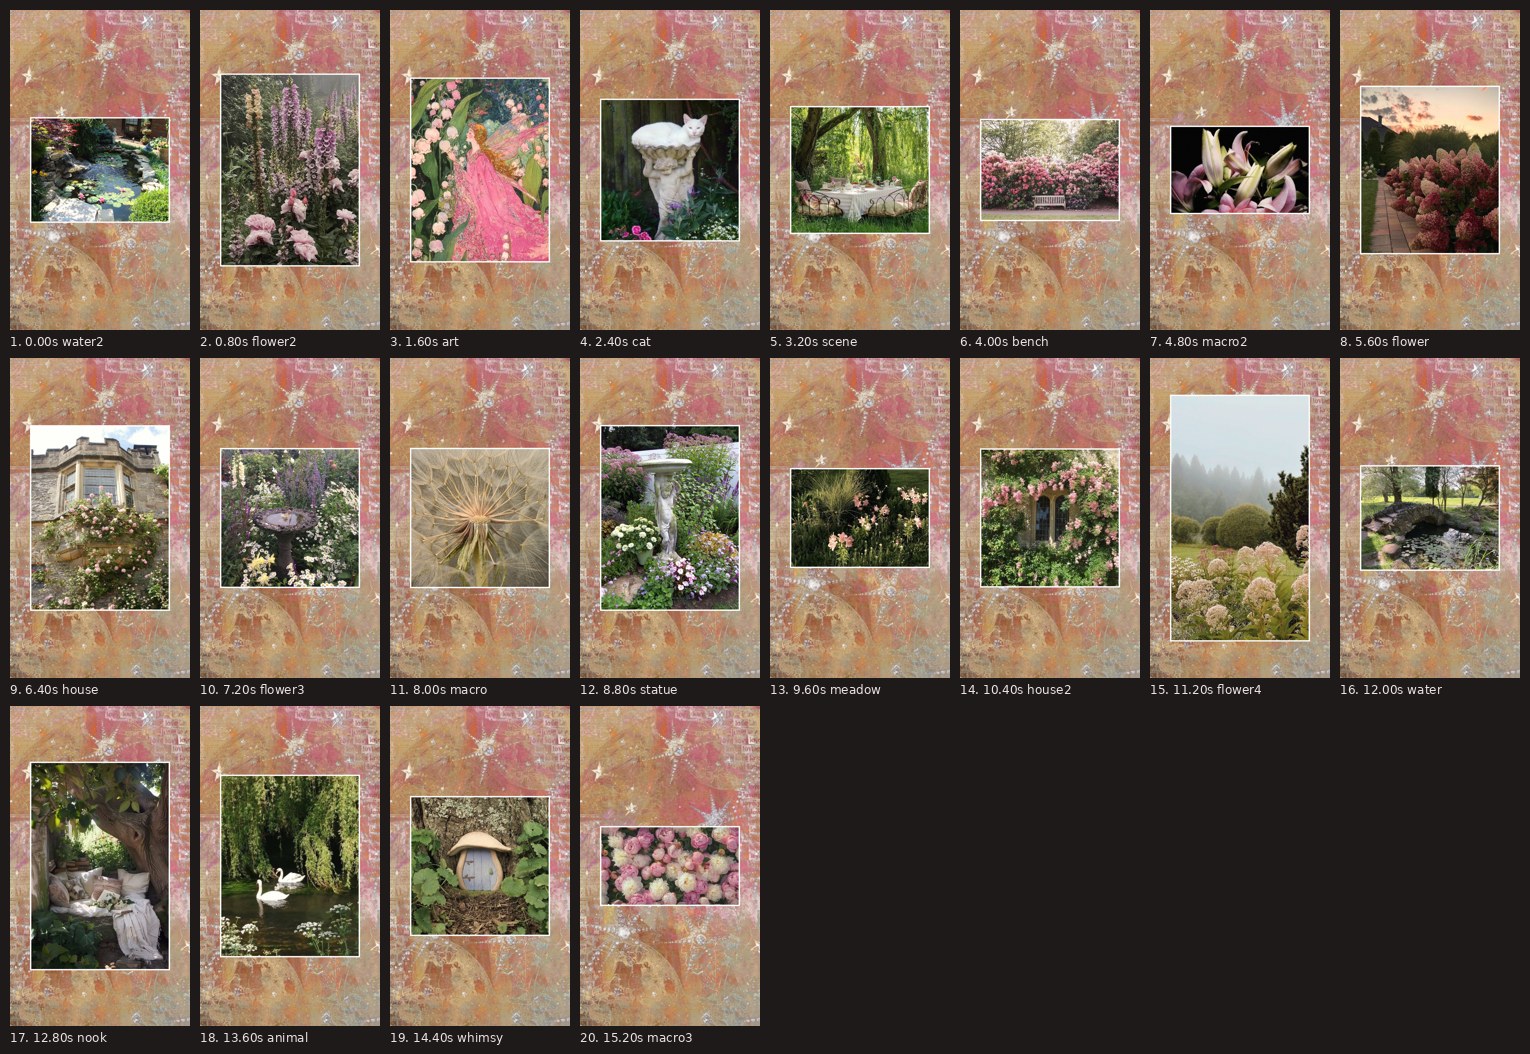 1. 0.00s water2
2. 0.80s flower2
3. 1.60s art
4. 2.40s cat
5. 3.20s scene
6. 4.00s bench
7. 4.80s macro2
8. 5.60s flower
9. 6.40s house
10. 7.20s flower3
11. 8.00s macro
12. 8.80s statue
13. 9.60s meadow
14. 10.40s house2
15. 11.20s flower4
16. 12.00s water
17. 12.80s nook
18. 13.60s animal
19. 14.40s whimsy
20. 15.20s macro3